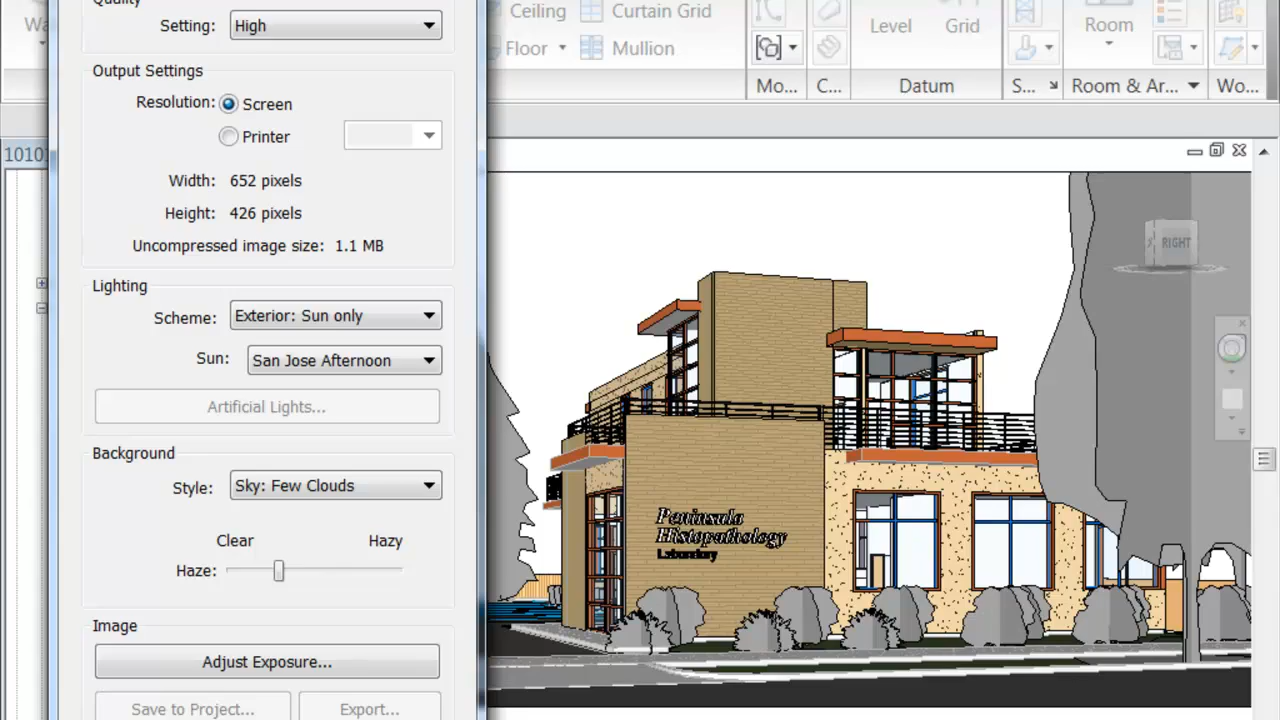 Quality
Setting: High
Output Settings
Resolution: Screen
Printer
Width: 652 pixels
Height: 426 pixels
Uncompressed image size: 1.1 MB
Lighting
Scheme: Exterior: Sun only
Sun: San Jose Afternoon
Artificial Lights...
Background
Style: Sky: Few Clouds
Clear Hazy
Haze:
Image
Adjust Exposure...
Save to Project... Export...
Ceiling Curtain Grid
Floor Mullion
Level Grid Room
Mo... C... Datum S... Room & Ar... Wo...
RIGHT
Peninsula
Histopathology
Laboratory